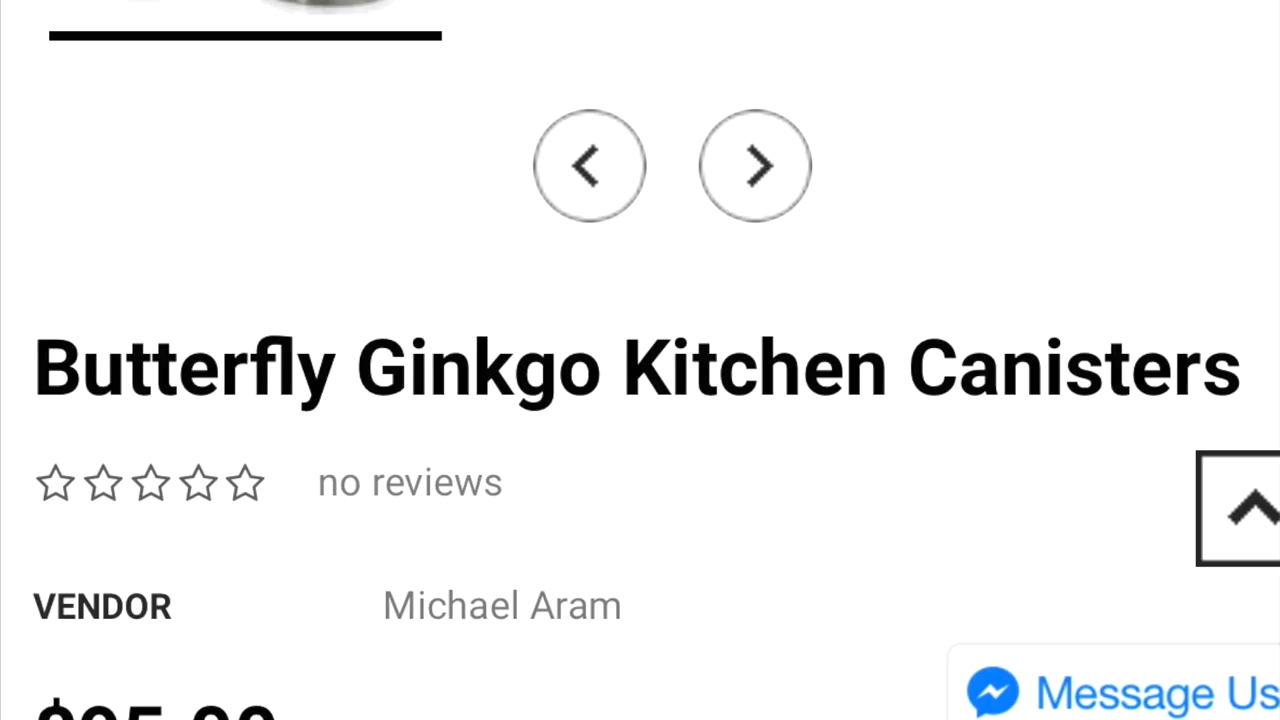 Butterfly Ginkgo Kitchen Canisters
no reviews
VENDOR Michael Aram
Message Us